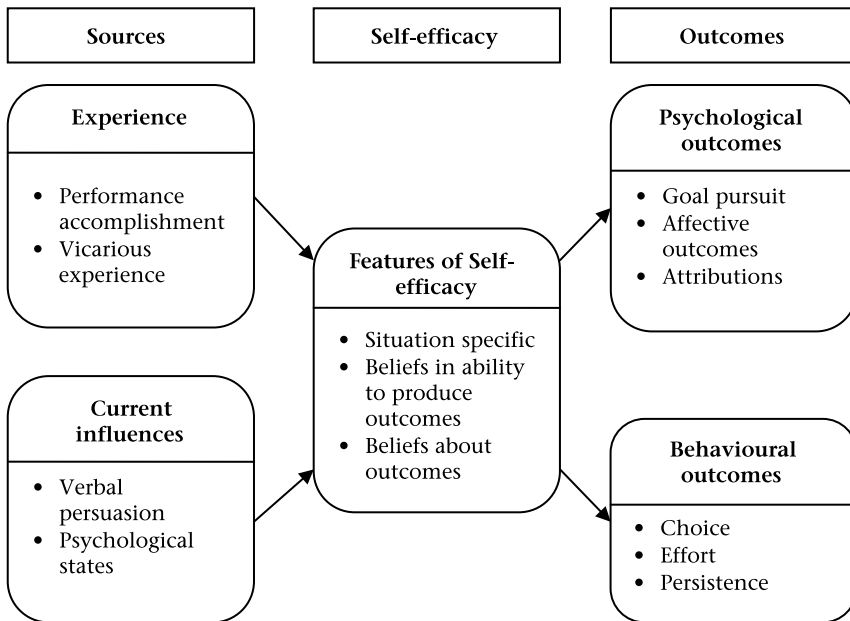 Sources
Self-efficacy
Outcomes
Experience
• Performance
accomplishment
• Vicarious
experience
Current
influences
• Verbal
persuasion
• Psychological
states
Features of Self-
efficacy
• Situation specific
• Beliefs in ability
to produce
outcomes
• Beliefs about
outcomes
Psychological
outcomes
• Goal pursuit
• Affective
outcomes
• Attributions
Behavioural
outcomes
• Choice
• Effort
• Persistence